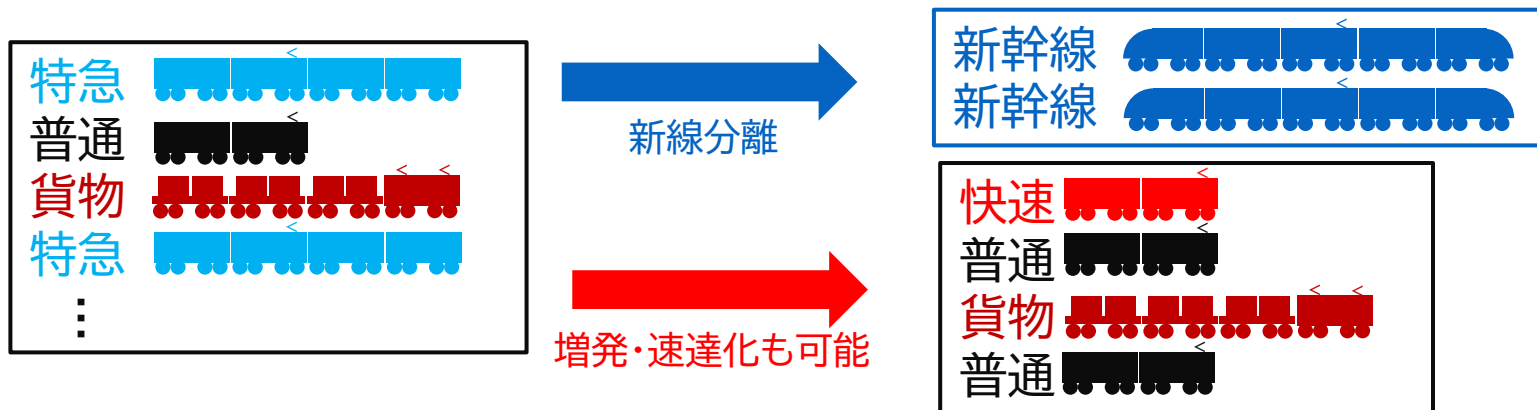 特急
普通
貨物
特急
⋮
新線分離
増発・速達化も可能
新幹線
新幹線
快速
普通
貨物
普通